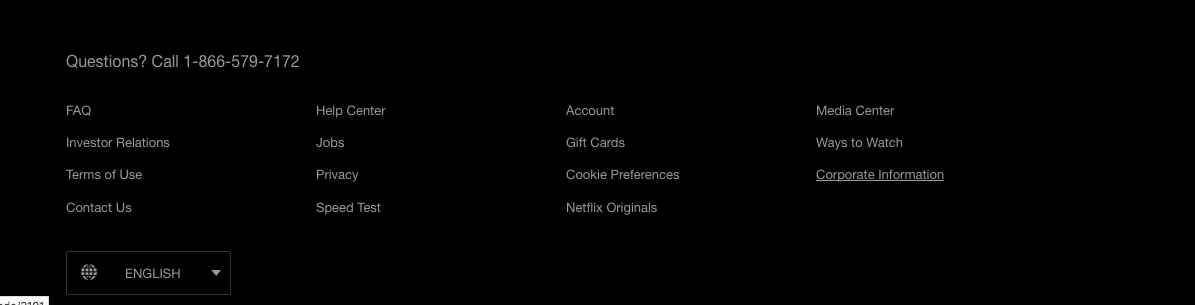 Questions? Call 1-866-579-7172
FAQ
Help Center
Account
Media Center
Investor Relations
Jobs
Gift Cards
Ways to Watch
Terms of Use
Privacy
Cookie Preferences
Corporate Information
Contact Us
Speed Test
Netflix Originals
ENGLISH